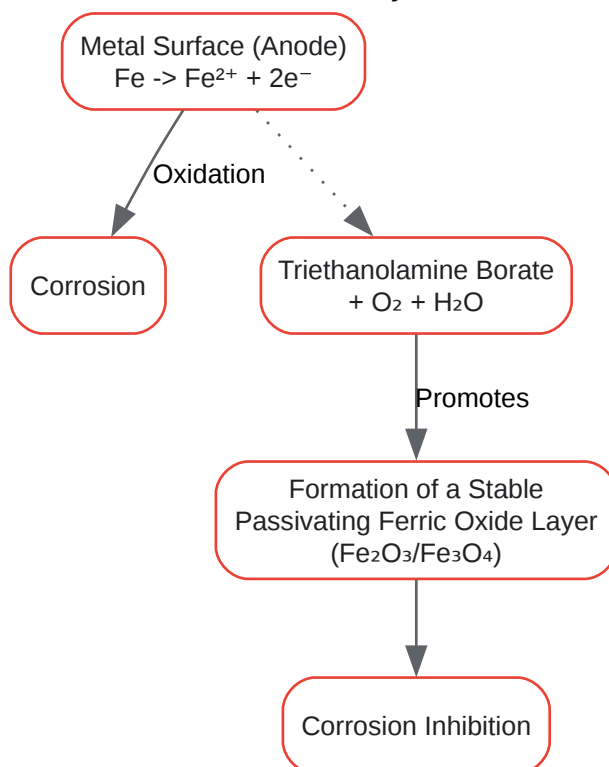 Metal Surface (Anode)
Fe -> Fe²⁺ + 2e⁻
Oxidation
Corrosion
Triethanolamine Borate
+ O₂ + H₂O
Promotes
Formation of a Stable
Passivating Ferric Oxide Layer
(Fe₂O₃/Fe₃O₄)
Corrosion Inhibition